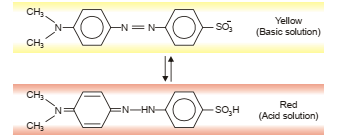 CH₃
N
N = N
SO₃⁻
Yellow
(Basic solution)
CH₃
CH₃
N
N – HN
SO₃H
Red
(Acid solution)
CH₃